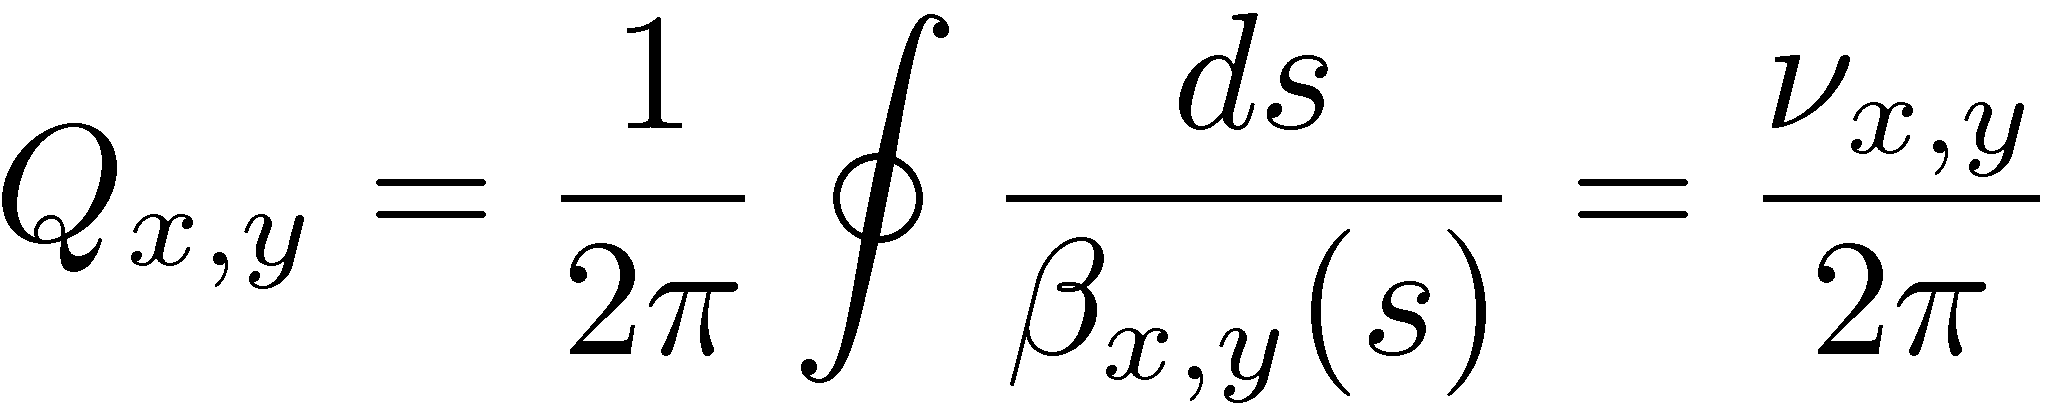 Q_{x,y} = \frac{1}{2\pi} \oint \frac{ds}{\beta_{x,y}(s)} = \frac{\nu_{x,y}}{2\pi}